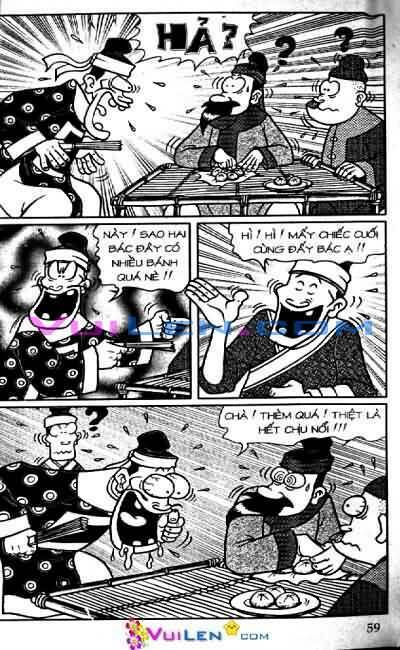 HẢ?
?
?
NÀY! SAO HAI
BÁC ĐÂY CÓ
NHIỀU BÁNH
QUÁ NÈ!!
HÌ! HÌ! MẤY CHIẾC CUỐI
CÙNG ĐẤY BÁC Ạ!!
VUILEN.COM
?
CHÀ! THÈM QUÁ! THIỆT LÀ
HẾT CHỊU NỔI!!!
59
VUILEN.COM